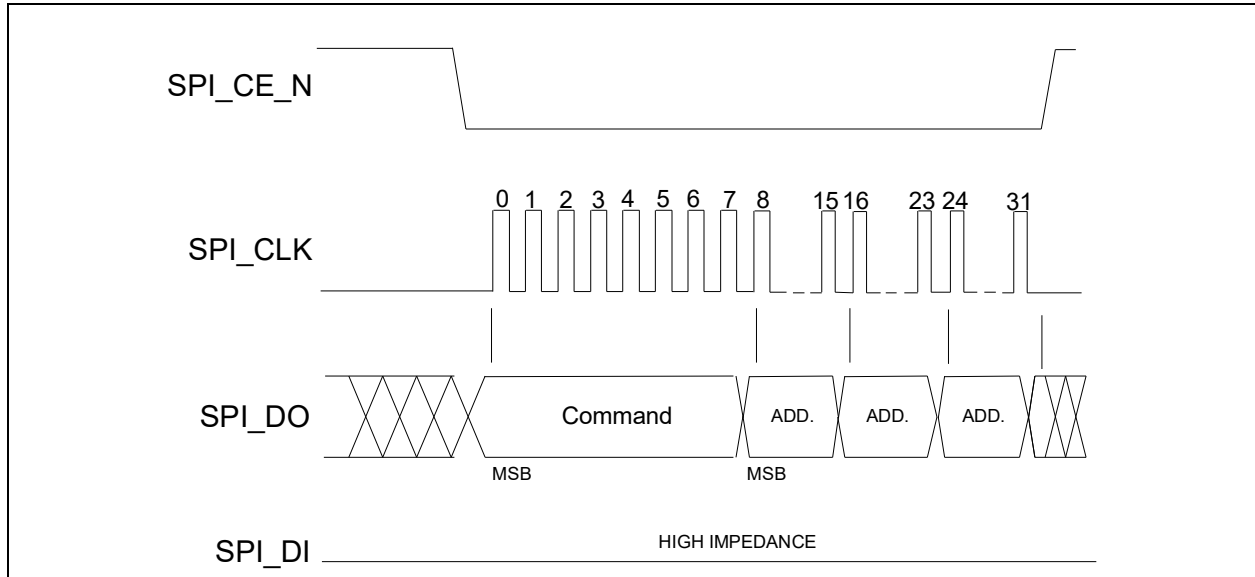 SPI_CE_N
0 1 2 3 4 5 6 7 8 15 16 23 24 31
SPI_CLK
SPI_DO
Command
ADD.
ADD.
ADD.
MSB
MSB
HIGH IMPEDANCE
SPI_DI